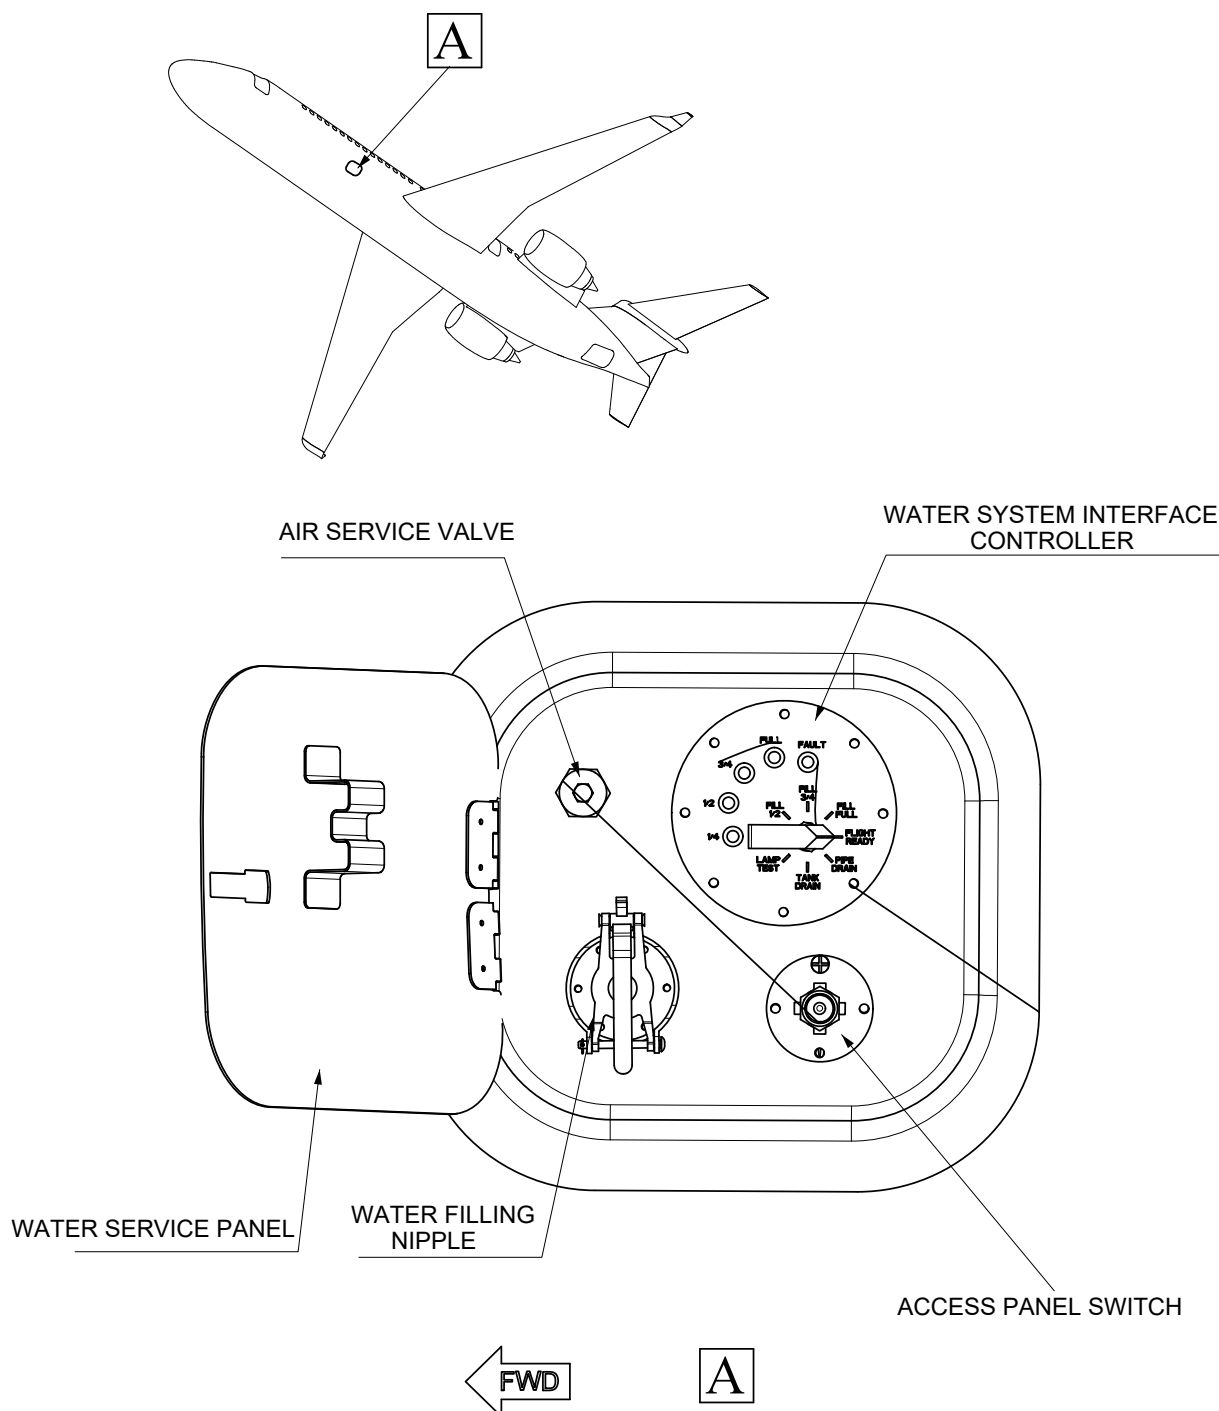 A
AIR SERVICE VALVE
WATER SYSTEM INTERFACE
CONTROLLER
FULL
FAULT
3/4
1/2
1/4
FILL
3/4
FILL
1/2
FILL
FULL
FLIGHT
READY
LAMP
TEST
TANK
DRAIN
PIPE
DRAIN
WATER SERVICE PANEL
WATER FILLING
NIPPLE
ACCESS PANEL SWITCH
FWD
A